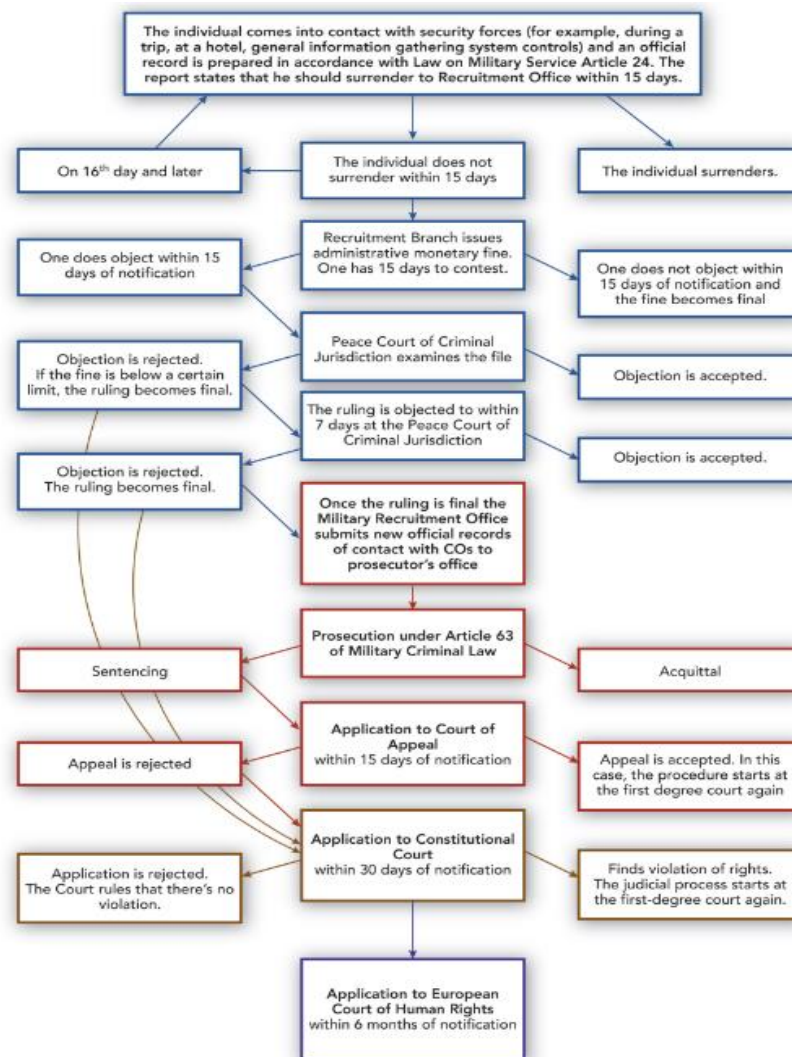 The individual comes into contact with security forces (for example, during a
trip, at a hotel, general information gathering system controls) and an official
record is prepared in accordance with Law on Military Service Article 24. The
report states that he should surrender to Recruitment Office within 15 days.
On 16th day and later
The individual does not
surrender within 15 days
The individual surrenders.
One does object within 15
days of notification
Recruitment Branch issues
administrative monetary fine.
One has 15 days to contest.
One does not object within
15 days of notification and
the fine becomes final
Objection is rejected.
If the fine is below a certain
limit, the ruling becomes final.
Peace Court of Criminal
Jurisdiction examines the file
Objection is accepted.
Objection is rejected.
The ruling becomes final.
The ruling is objected to within
7 days at the Peace Court of
Criminal Jurisdiction
Objection is accepted.
Once the ruling is final the
Military Recruitment Office
submits new official records
of contact with COs to
prosecutor's office
Sentencing
Prosecution under Article 63
of Military Criminal Law
Acquittal
Appeal is rejected
Application to Court of
Appeal
within 15 days of notification
Appeal is accepted. In this
case, the procedure starts at
the first degree court again
Application is rejected.
The Court rules that there's no
violation.
Application to Constitutional
Court
within 30 days of notification
Finds violation of rights.
The judicial process starts at
the first-degree court again.
Application to European
Court of Human Rights
within 6 months of notification